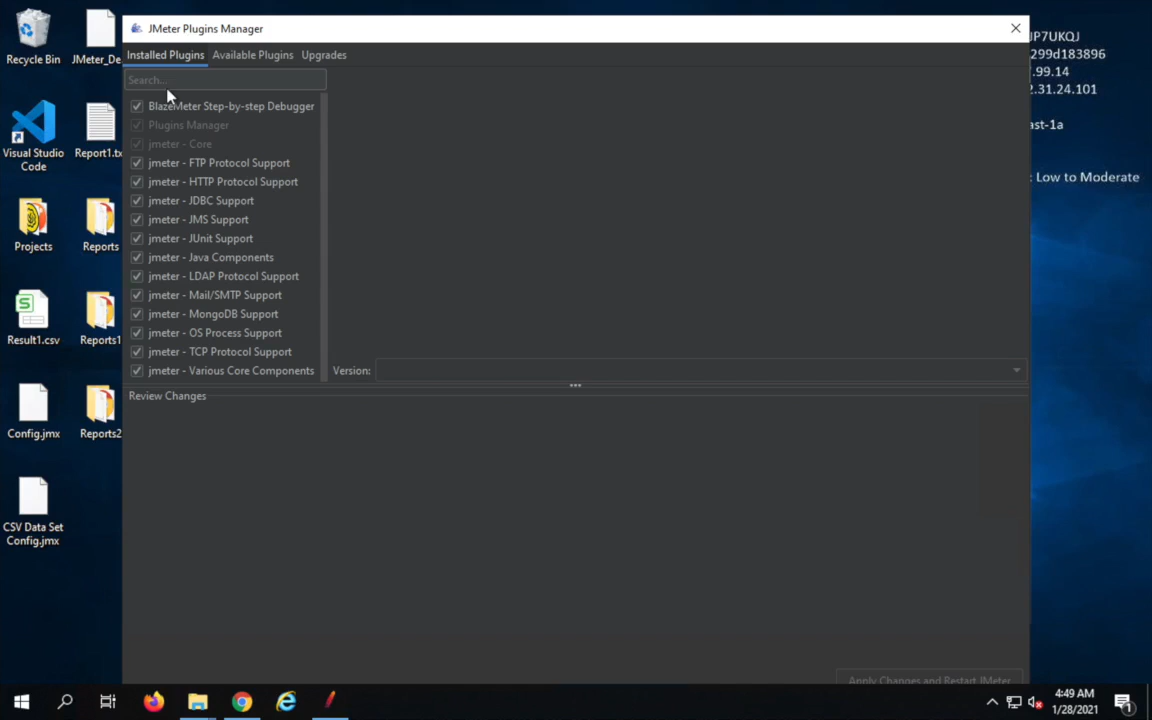 JMeter Plugins Manager
Installed Plugins Available Plugins Upgrades
Search...
BlazeMeter Step-by-step Debugger
Plugins Manager
jmeter - Core
jmeter - FTP Protocol Support
jmeter - HTTP Protocol Support
jmeter - JDBC Support
jmeter - JMS Support
jmeter - JUnit Support
jmeter - Java Components
jmeter - LDAP Protocol Support
jmeter - Mail/SMTP Support
jmeter - MongoDB Support
jmeter - OS Process Support
jmeter - TCP Protocol Support
jmeter - Various Core Components
Version:
Review Changes
Apply Changes and Restart JMeter
Recycle Bin
JMeter_De
Visual Studio
Code
Report1.tx
Projects
Reports
Result1.csv
Reports1
Config.jmx
Reports2
CSV Data Set
Config.jmx
JP7UKQJ
299d183896
.99.14
2.31.24.101
ast-1a
: Low to Moderate
4:49 AM
1/28/2021
1